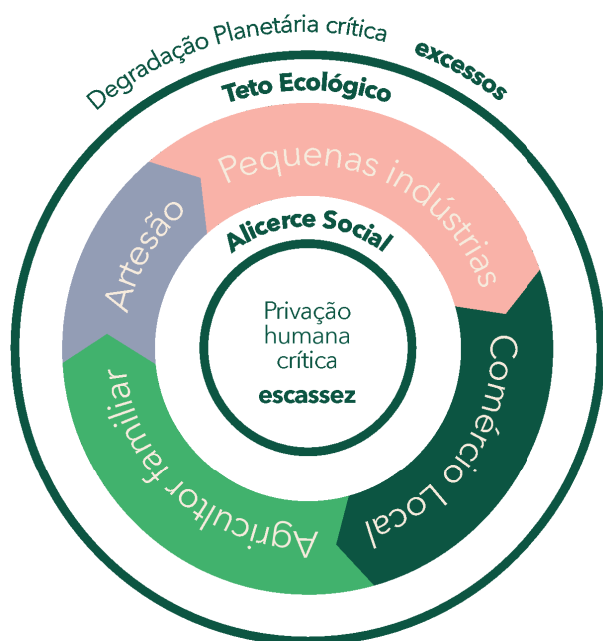 Degradação Planetária crítica excessos
Teto Ecológico
Pequenas indústrias
Artesão
Alicerce Social
Privação
humana
crítica
escassez
Comércio Local
Agricultor familiar